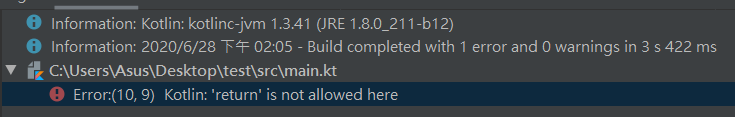 Information: Kotlin: kotlinc-jvm 1.3.41 (JRE 1.8.0_211-b12)
Information: 2020/6/28 下午 02:05 - Build completed with 1 error and 0 warnings in 3 s 422 ms
C:\Users\Asus\Desktop\test\src\main.kt
Error:(10, 9) Kotlin: 'return' is not allowed here